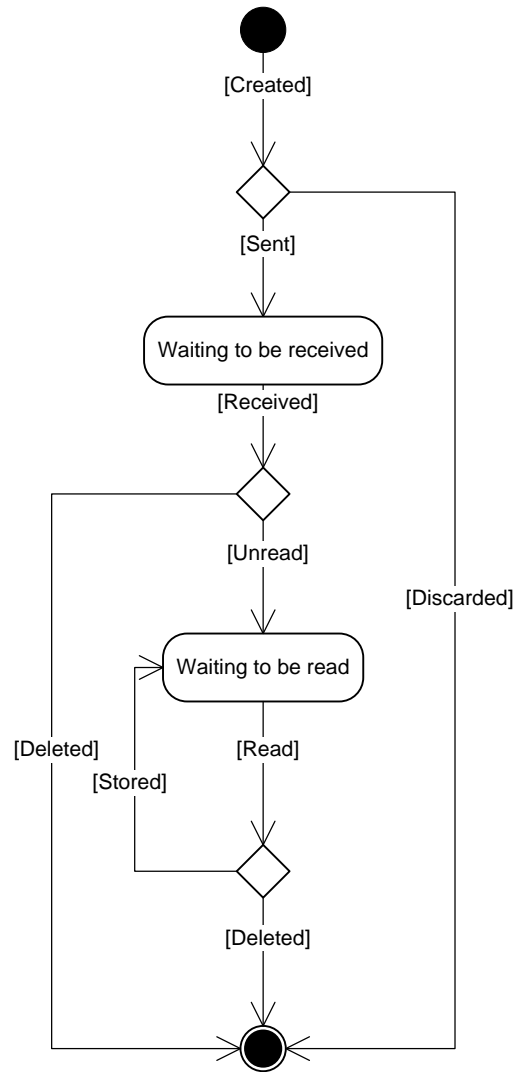 [Created]
[Sent]
Waiting to be received
[Received]
[Unread]
[Discarded]
Waiting to be read
[Deleted]
[Read]
[Stored]
[Deleted]